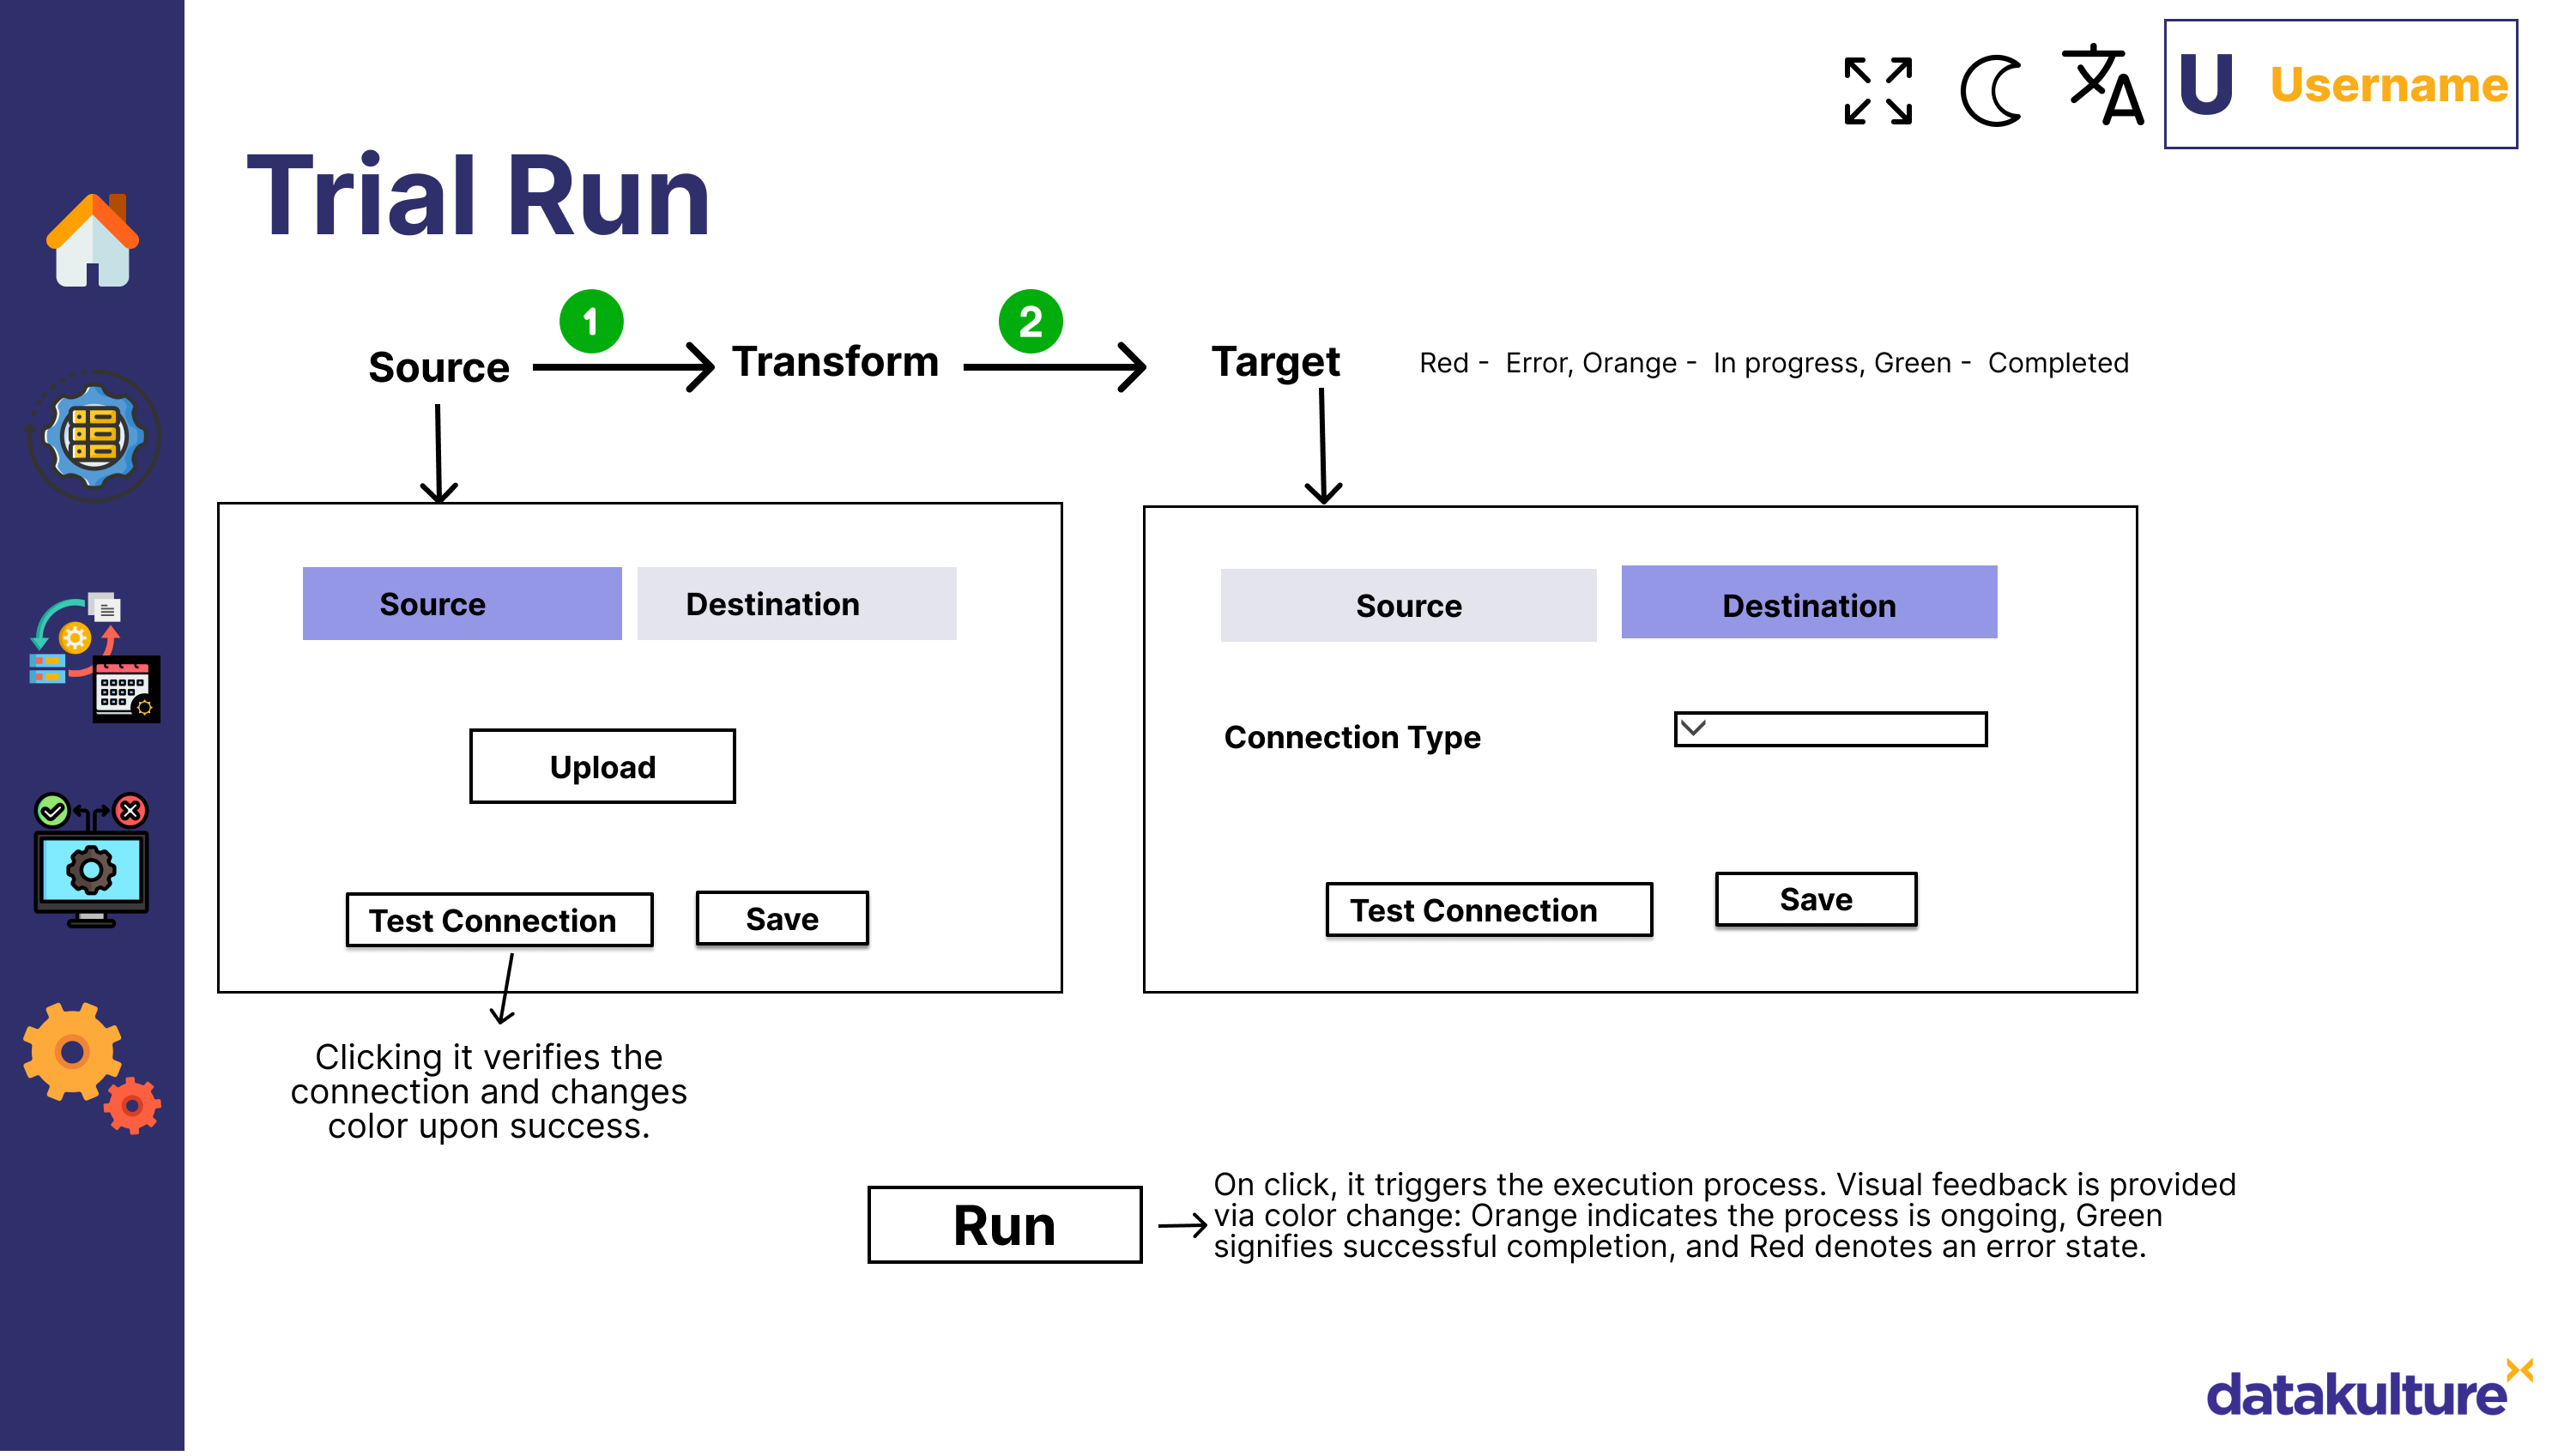 U Username
Trial Run
1
2
Source
Transform
Target
Red - Error, Orange - In progress, Green - Completed
Source
Destination
Upload
Test Connection
Save
Clicking it verifies the
connection and changes
color upon success.
Source
Destination
Connection Type
Test Connection
Save
Run
On click, it triggers the execution process. Visual feedback is provided
via color change: Orange indicates the process is ongoing, Green
signifies successful completion, and Red denotes an error state.
datakulture